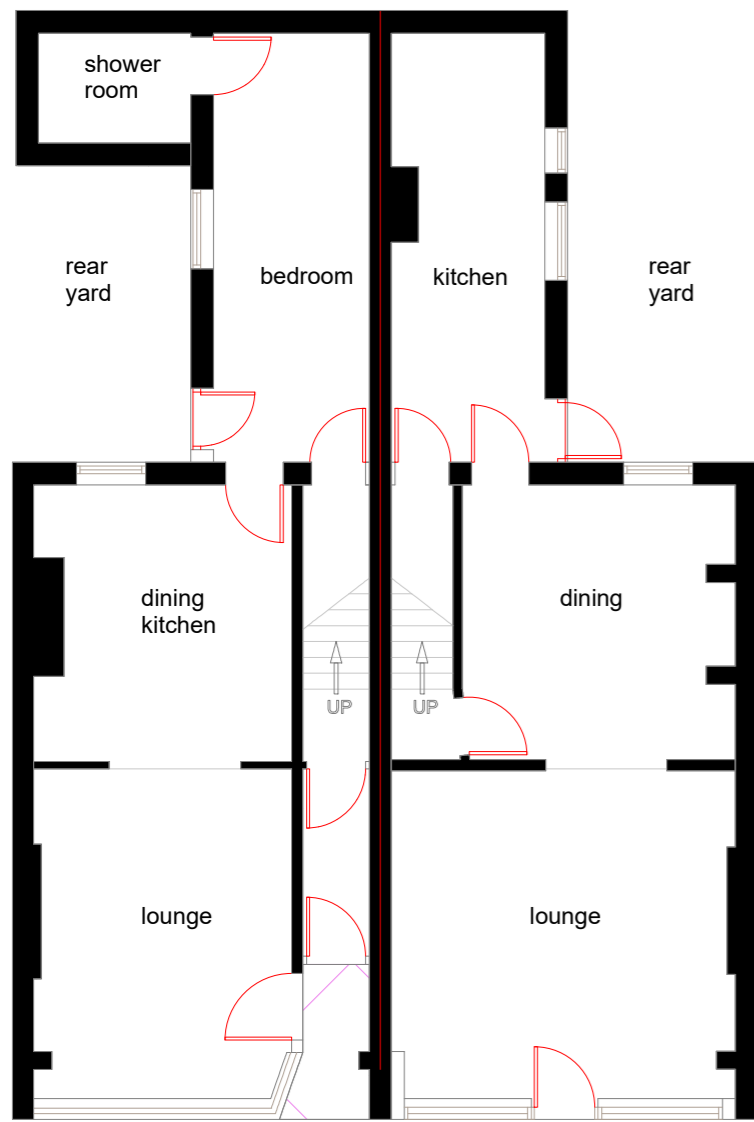 shower
room
rear
yard
bedroom
kitchen
rear
yard
dining
kitchen
dining
UP
UP
lounge
lounge